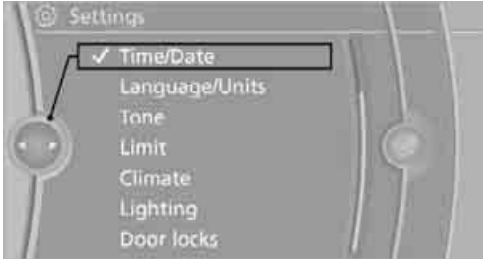 Settings
Time/Date
Language/Units
Tone
Limit
Climate
Lighting
Door locks